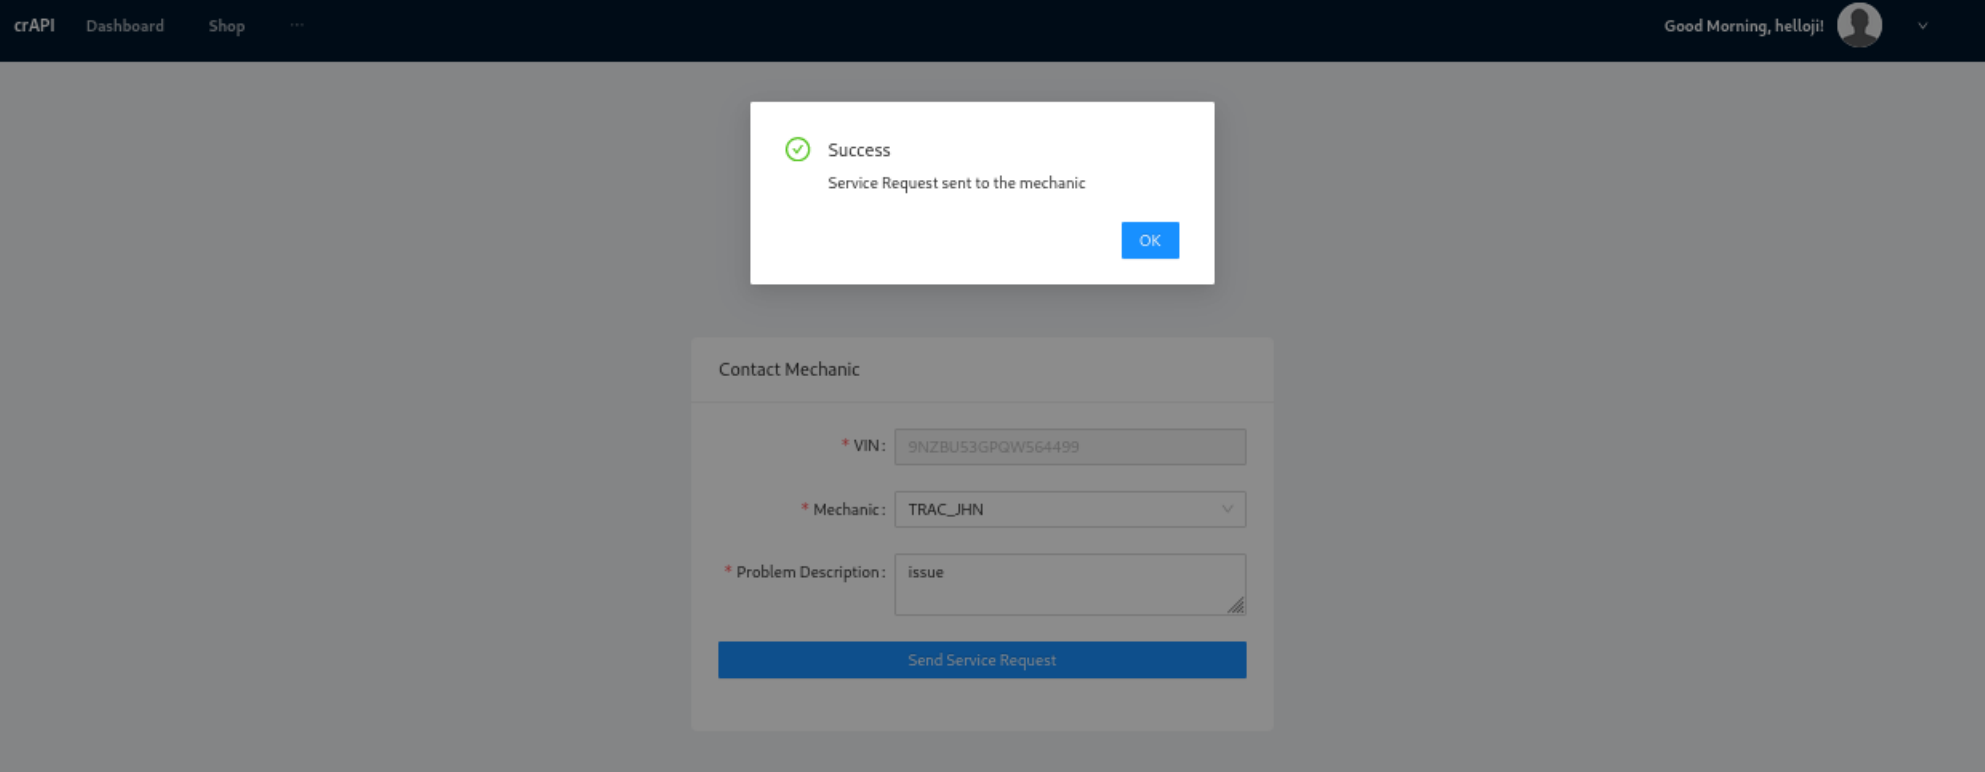 crAPI Dashboard Shop ··· Good Morning, helloji!
Success
Service Request sent to the mechanic
OK
Contact Mechanic
* VIN: 9NZBU53GPQW564499
* Mechanic: TRAC_JHN
* Problem Description: issue
Send Service Request